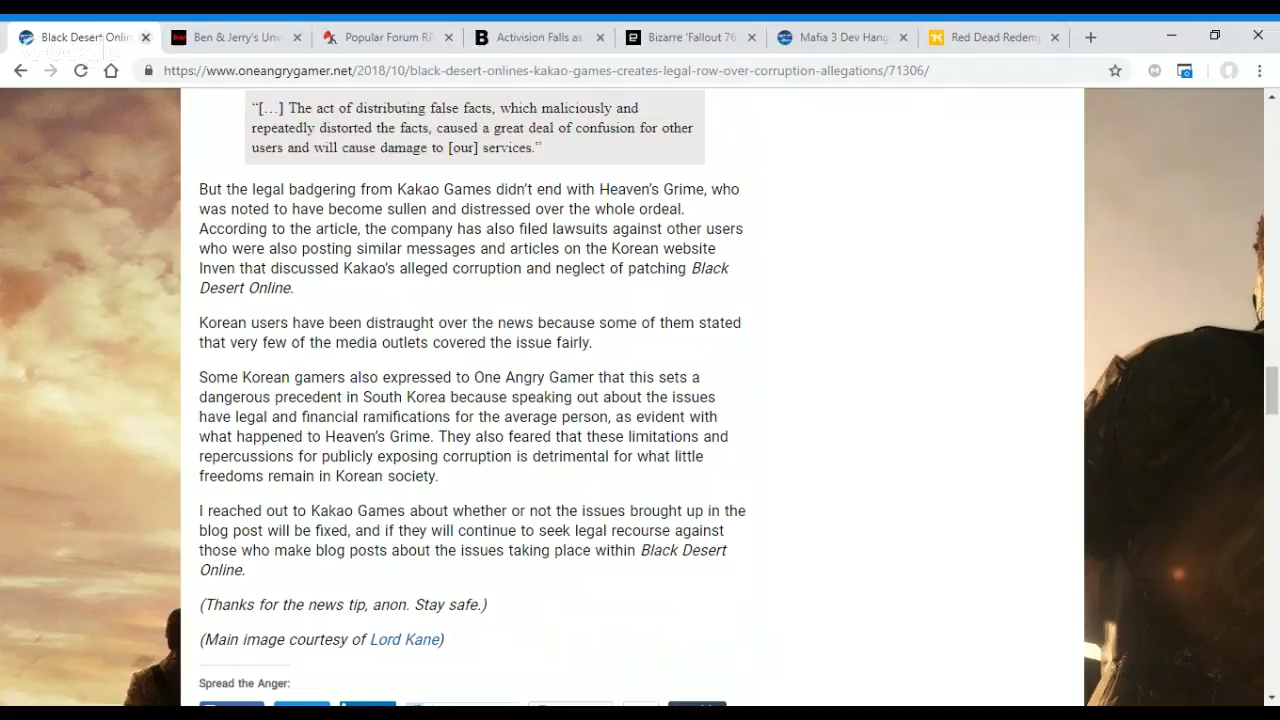 Black Desert Onlin
Ben & Jerry's Unv
Popular Forum RP
Activision Falls as
Bizarre 'Fallout 76
Mafia 3 Dev Hang
Red Dead Redemp
https://www.oneangrygamer.net/2018/10/black-desert-onlines-kakao-games-creates-legal-row-over-corruption-allegations/71306/
“[…] The act of distributing false facts, which maliciously and
repeatedly distorted the facts, caused a great deal of confusion for other
users and will cause damage to [our] services.”
But the legal badgering from Kakao Games didn’t end with Heaven’s Grime, who
was noted to have become sullen and distressed over the whole ordeal.
According to the article, the company has also filed lawsuits against other users
who were also posting similar messages and articles on the Korean website
Inven that discussed Kakao’s alleged corruption and neglect of patching Black
Desert Online.
Korean users have been distraught over the news because some of them stated
that very few of the media outlets covered the issue fairly.
Some Korean gamers also expressed to One Angry Gamer that this sets a
dangerous precedent in South Korea because speaking out about the issues
have legal and financial ramifications for the average person, as evident with
what happened to Heaven’s Grime. They also feared that these limitations and
repercussions for publicly exposing corruption is detrimental for what little
freedoms remain in Korean society.
I reached out to Kakao Games about whether or not the issues brought up in the
blog post will be fixed, and if they will continue to seek legal recourse against
those who make blog posts about the issues taking place within Black Desert
Online.
(Thanks for the news tip, anon. Stay safe.)
(Main image courtesy of Lord Kane)
Spread the Anger: